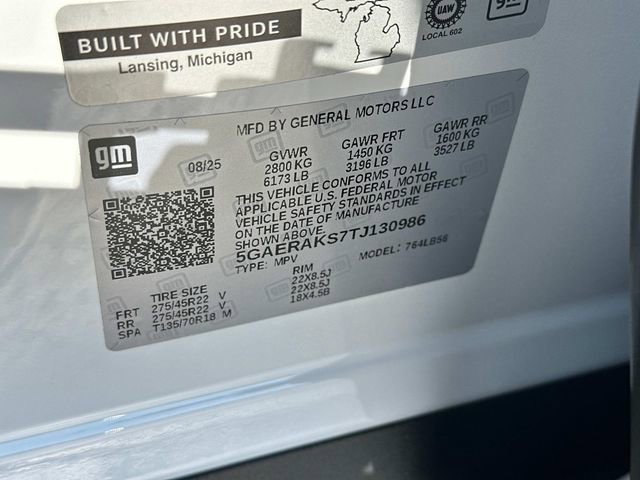 BUILT WITH PRIDE
Lansing, Michigan
UAW
LOCAL 602
gm
gm
MFD BY GENERAL MOTORS LLC
08/25
GVWR GAWR FRT GAWR RR
2800 KG 1450 KG 1600 KG
6173 LB 3196 LB 3527 LB
THIS VEHICLE CONFORMS TO ALL
APPLICABLE U.S. FEDERAL MOTOR
VEHICLE SAFETY STANDARDS IN EFFECT
ON THE DATE OF MANUFACTURE
SHOWN ABOVE.
5GAERAKS7TJ130986
TYPE: MPV MODEL: 764LB56
TIRE SIZE RIM
FRT 275/45R22 V 22X8.5J
RR 275/45R22 V 22X8.5J
SPA T135/70R18 M 18X4.5B